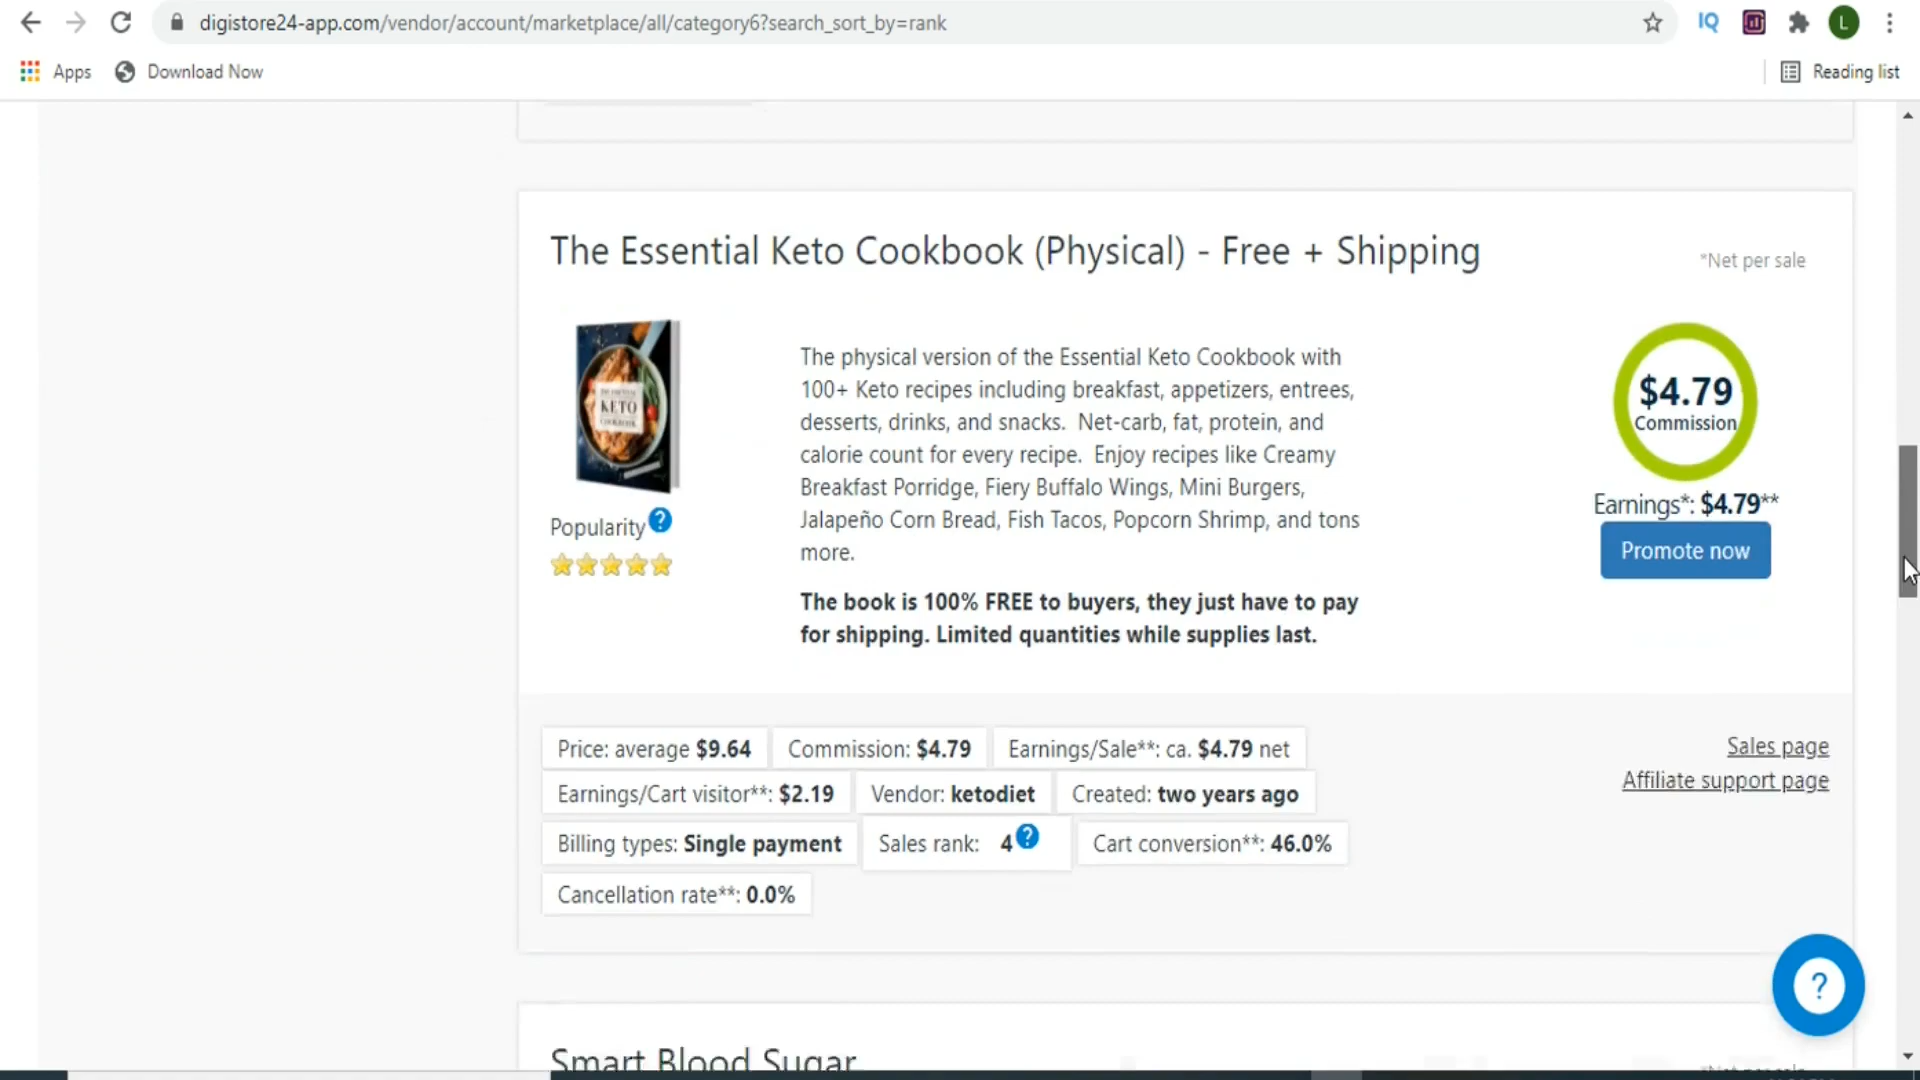 digistore24-app.com/vendor/account/marketplace/all/category6?search_sort_by=rank
IQ
L
Apps
Download Now
Reading list
The Essential Keto Cookbook (Physical) - Free + Shipping
*Net per sale
The physical version of the Essential Keto Cookbook with
100+ Keto recipes including breakfast, appetizers, entrees,
desserts, drinks, and snacks. Net-carb, fat, protein, and
calorie count for every recipe. Enjoy recipes like Creamy
Breakfast Porridge, Fiery Buffalo Wings, Mini Burgers,
Jalapeño Corn Bread, Fish Tacos, Popcorn Shrimp, and tons
more.
The book is 100% FREE to buyers, they just have to pay
for shipping. Limited quantities while supplies last.
KETO
Popularity ?
$4.79
Commission
Earnings*: $4.79**
Promote now
Price: average $9.64
Commission: $4.79
Earnings/Sale**: ca. $4.79 net
Earnings/Cart visitor**: $2.19
Vendor: ketodiet
Created: two years ago
Billing types: Single payment
Sales rank: 4 ?
Cart conversion**: 46.0%
Cancellation rate**: 0.0%
Sales page
Affiliate support page
?
Smart Blood Sugar